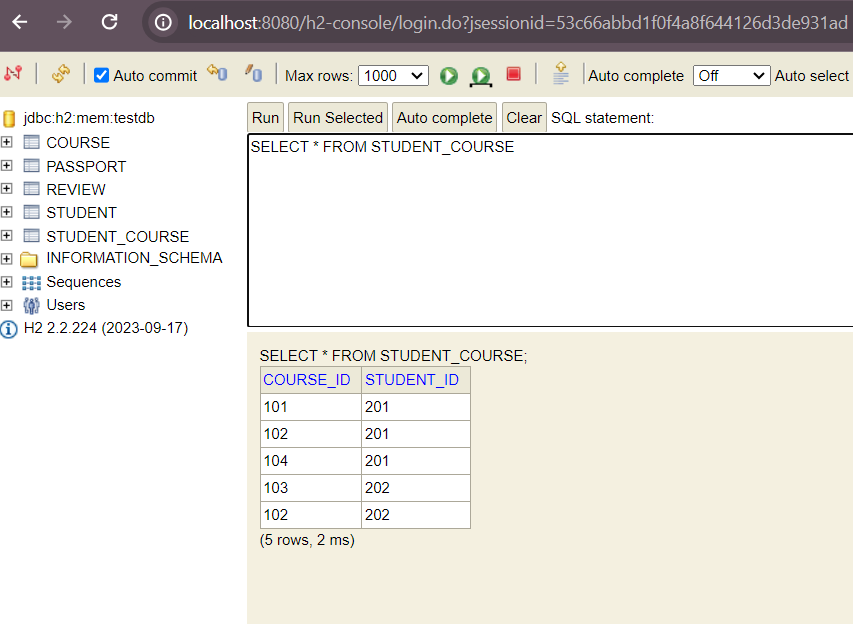 localhost:8080/h2-console/login.do?jsessionid=53c66abbd1f0f4a8f644126d3de931ad
Auto commit Max rows: 1000 Auto complete Off Auto select
jdbc:h2:mem:testdb
COURSE
PASSPORT
REVIEW
STUDENT
STUDENT_COURSE
INFORMATION_SCHEMA
Sequences
Users
H2 2.2.224 (2023-09-17)
Run Run Selected Auto complete Clear SQL statement:
SELECT * FROM STUDENT_COURSE
SELECT * FROM STUDENT_COURSE;
COURSE_ID STUDENT_ID
101 201
102 201
104 201
103 202
102 202
(5 rows, 2 ms)